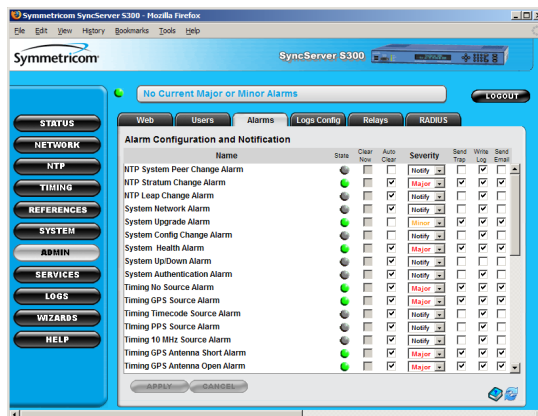 Symmetricom SyncServer S300 - Mozilla Firefox
File Edit View History Bookmarks Tools Help
Symmetricom
SyncServer S300
No Current Major or Minor Alarms
LOGOUT
STATUS
NETWORK
NTP
TIMING
REFERENCES
SYSTEM
ADMIN
SERVICES
LOGS
WIZARDS
HELP
Web Users Alarms Logs Config Relays RADIUS
Alarm Configuration and Notification
Name State Clear Now Auto Clear Severity Send Trap Write Log Send Email
NTP System Peer Change Alarm Notify
NTP Stratum Change Alarm Major
NTP Leap Change Alarm Notify
System Network Alarm Notify
System Upgrade Alarm Minor
System Config Change Alarm Notify
System Health Alarm Major
System Up/Down Alarm Notify
System Authentication Alarm Notify
Timing No Source Alarm Major
Timing GPS Source Alarm Major
Timing Timecode Source Alarm Notify
Timing PPS Source Alarm Notify
Timing 10 MHz Source Alarm Notify
Timing GPS Antenna Short Alarm Major
Timing GPS Antenna Open Alarm Major
APPLY CANCEL